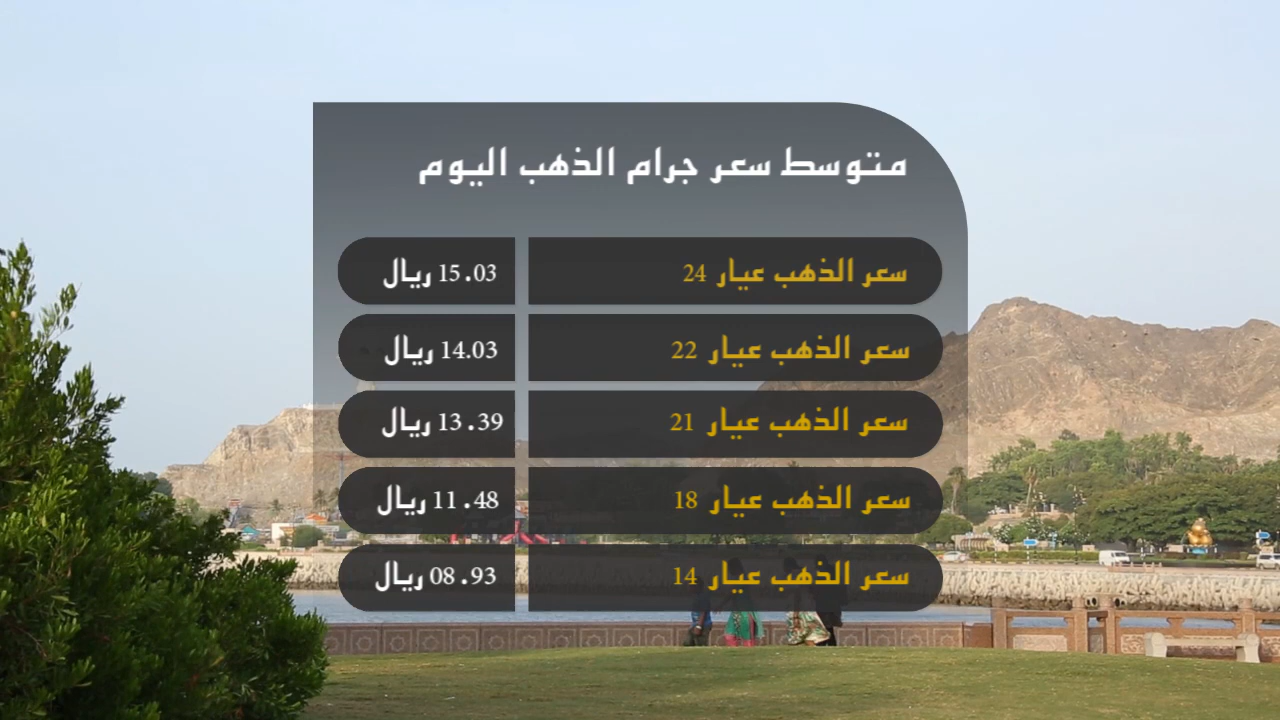 متوسط سعر جرام الذهب اليوم
سعر الذهب عيار 24 15.03 ريال
سعر الذهب عيار 22 14.03 ريال
سعر الذهب عيار 21 13.39 ريال
سعر الذهب عيار 18 11.48 ريال
سعر الذهب عيار 14 08.93 ريال